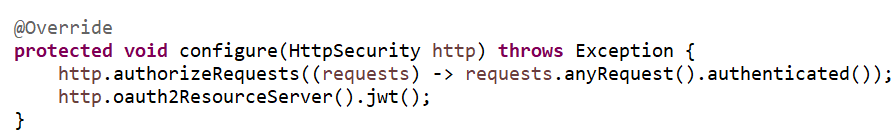 @Override
protected void configure(HttpSecurity http) throws Exception {
    http.authorizeRequests((requests) -> requests.anyRequest().authenticated());
    http.oauth2ResourceServer().jwt();
}